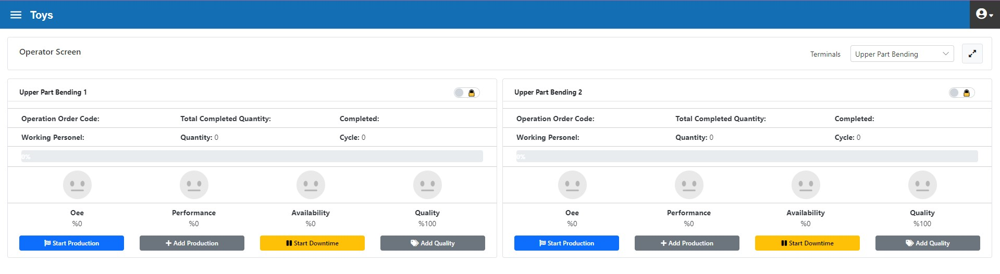 Toys
Operator Screen
Terminals Upper Part Bending
Upper Part Bending 1
Operation Order Code: Total Completed Quantity: Completed:
Working Personel: Quantity: 0 Cycle: 0
0%
Oee Performance Availability Quality
%0 %0 %0 %100
Start Production Add Production Start Downtime Add Quality
Upper Part Bending 2
Operation Order Code: Total Completed Quantity: Completed:
Working Personel: Quantity: 0 Cycle: 0
0%
Oee Performance Availability Quality
%0 %0 %0 %100
Start Production Add Production Start Downtime Add Quality